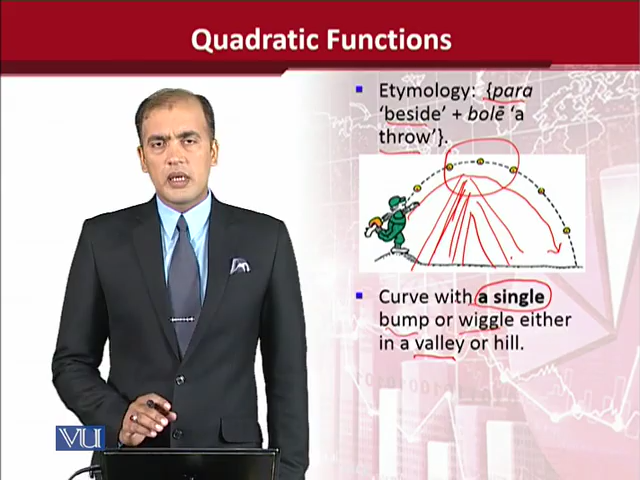 Quadratic Functions
▪ Etymology: {para
'beside' + bolē 'a
throw'}.
▪ Curve with a single
bump or wiggle either
in a valley or hill.
VU